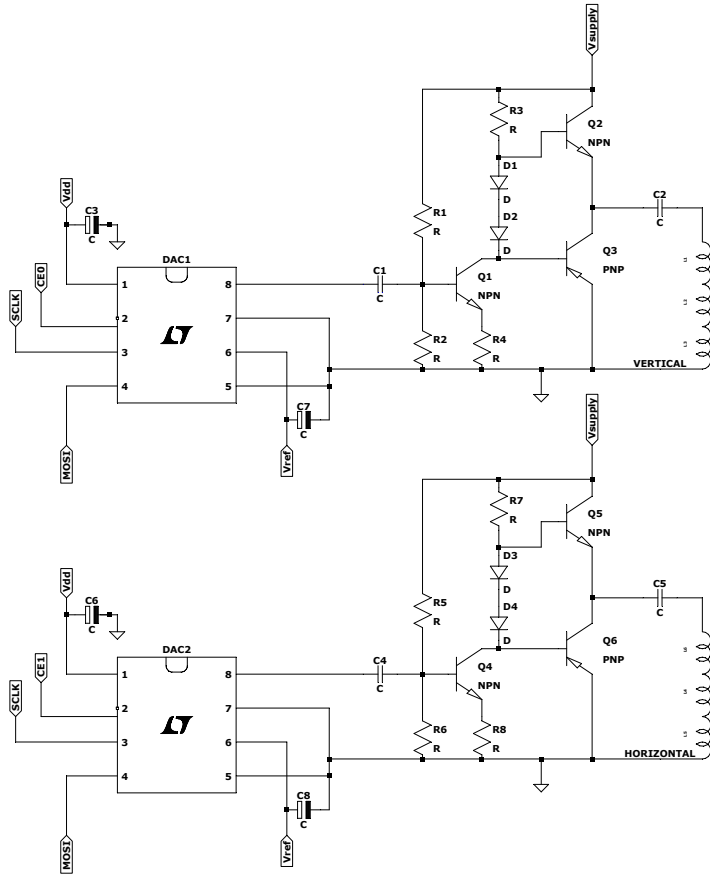 Vsupply
R3
R
Q2
NPN
D1
D
D2
D
R1
R
C2
C
Q3
PNP
Vdd
C3
C
DAC1
C1
C
Q1
NPN
CE0
SCLK
1
2
3
4
8
7
6
5
R2
R
R4
R
VERTICAL
C7
C
MOSI
Vref
Vsupply
R7
R
Q5
NPN
D3
D
D4
D
R5
R
C5
C
Q6
PNP
Vdd
C6
C
DAC2
C4
C
Q4
NPN
CE1
SCLK
1
2
3
4
8
7
6
5
R6
R
R8
R
HORIZONTAL
C8
C
MOSI
Vref